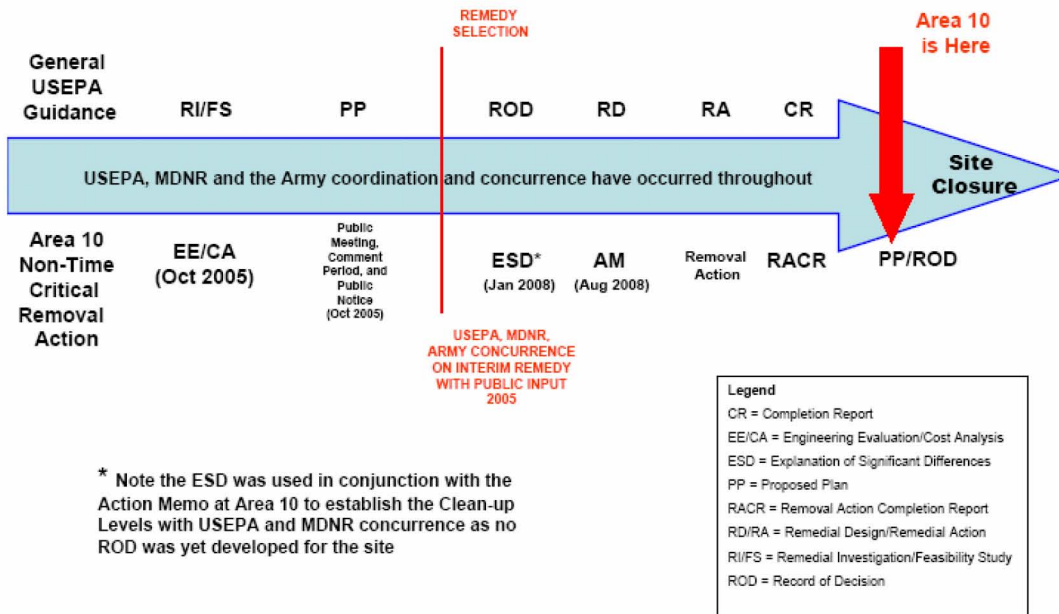 REMEDY
SELECTION
Area 10
is Here
General
USEPA
Guidance
RI/FS
PP
ROD
RD
RA
CR
USEPA, MDNR and the Army coordination and concurrence have occurred throughout
Site
Closure
Area 10
Non-Time
Critical
Removal
Action
EE/CA
(Oct 2005)
Public
Meeting,
Comment
Period, and
Public
Notice
(Oct 2005)
ESD*
(Jan 2008)
AM
(Aug 2008)
Removal
Action
RACR
PP/ROD
USEPA, MDNR,
ARMY CONCURRENCE
ON INTERIM REMEDY
WITH PUBLIC INPUT
2005
* Note the ESD was used in conjunction with the
Action Memo at Area 10 to establish the Clean-up
Levels with USEPA and MDNR concurrence as no
ROD was yet developed for the site
Legend
CR = Completion Report
EE/CA = Engineering Evaluation/Cost Analysis
ESD = Explanation of Significant Differences
PP = Proposed Plan
RACR = Removal Action Completion Report
RD/RA = Remedial Design/Remedial Action
RI/FS = Remedial Investigation/Feasibility Study
ROD = Record of Decision